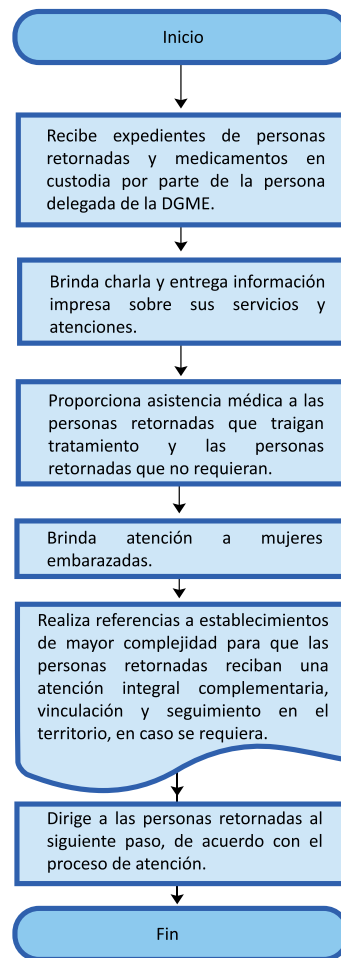 Inicio
Recibe expedientes de personas
retornadas y medicamentos en
custodia por parte de la persona
delegada de la DGME.
Brinda charla y entrega información
impresa sobre sus servicios y
atenciones.
Proporciona asistencia médica a las
personas retornadas que traigan
tratamiento y las personas
retornadas que no requieran.
Brinda atención a mujeres
embarazadas.
Realiza referencias a establecimientos
de mayor complejidad para que las
personas retornadas reciban una
atención integral complementaria,
vinculación y seguimiento en el
territorio, en caso se requiera.
Dirige a las personas retornadas al
siguiente paso, de acuerdo con el
proceso de atención.
Fin